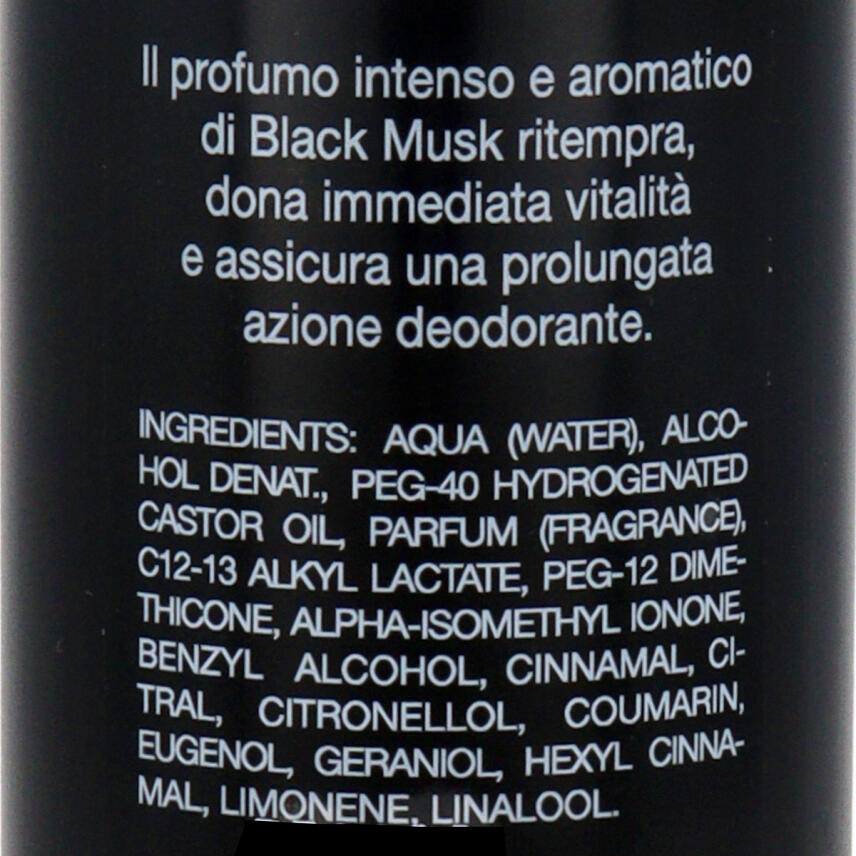 Il profumo intenso e aromatico
di Black Musk ritempra,
dona immediata vitalità
e assicura una prolungata
azione deodorante.
INGREDIENTS: AQUA (WATER), ALCO-
HOL DENAT., PEG-40 HYDROGENATED
CASTOR OIL, PARFUM (FRAGRANCE),
C12-13 ALKYL LACTATE, PEG-12 DIME-
THICONE, ALPHA-ISOMETHYL IONONE,
BENZYL ALCOHOL, CINNAMAL, CI-
TRAL, CITRONELLOL, COUMARIN,
EUGENOL, GERANIOL, HEXYL CINNA-
MAL, LIMONENE, LINALOOL.